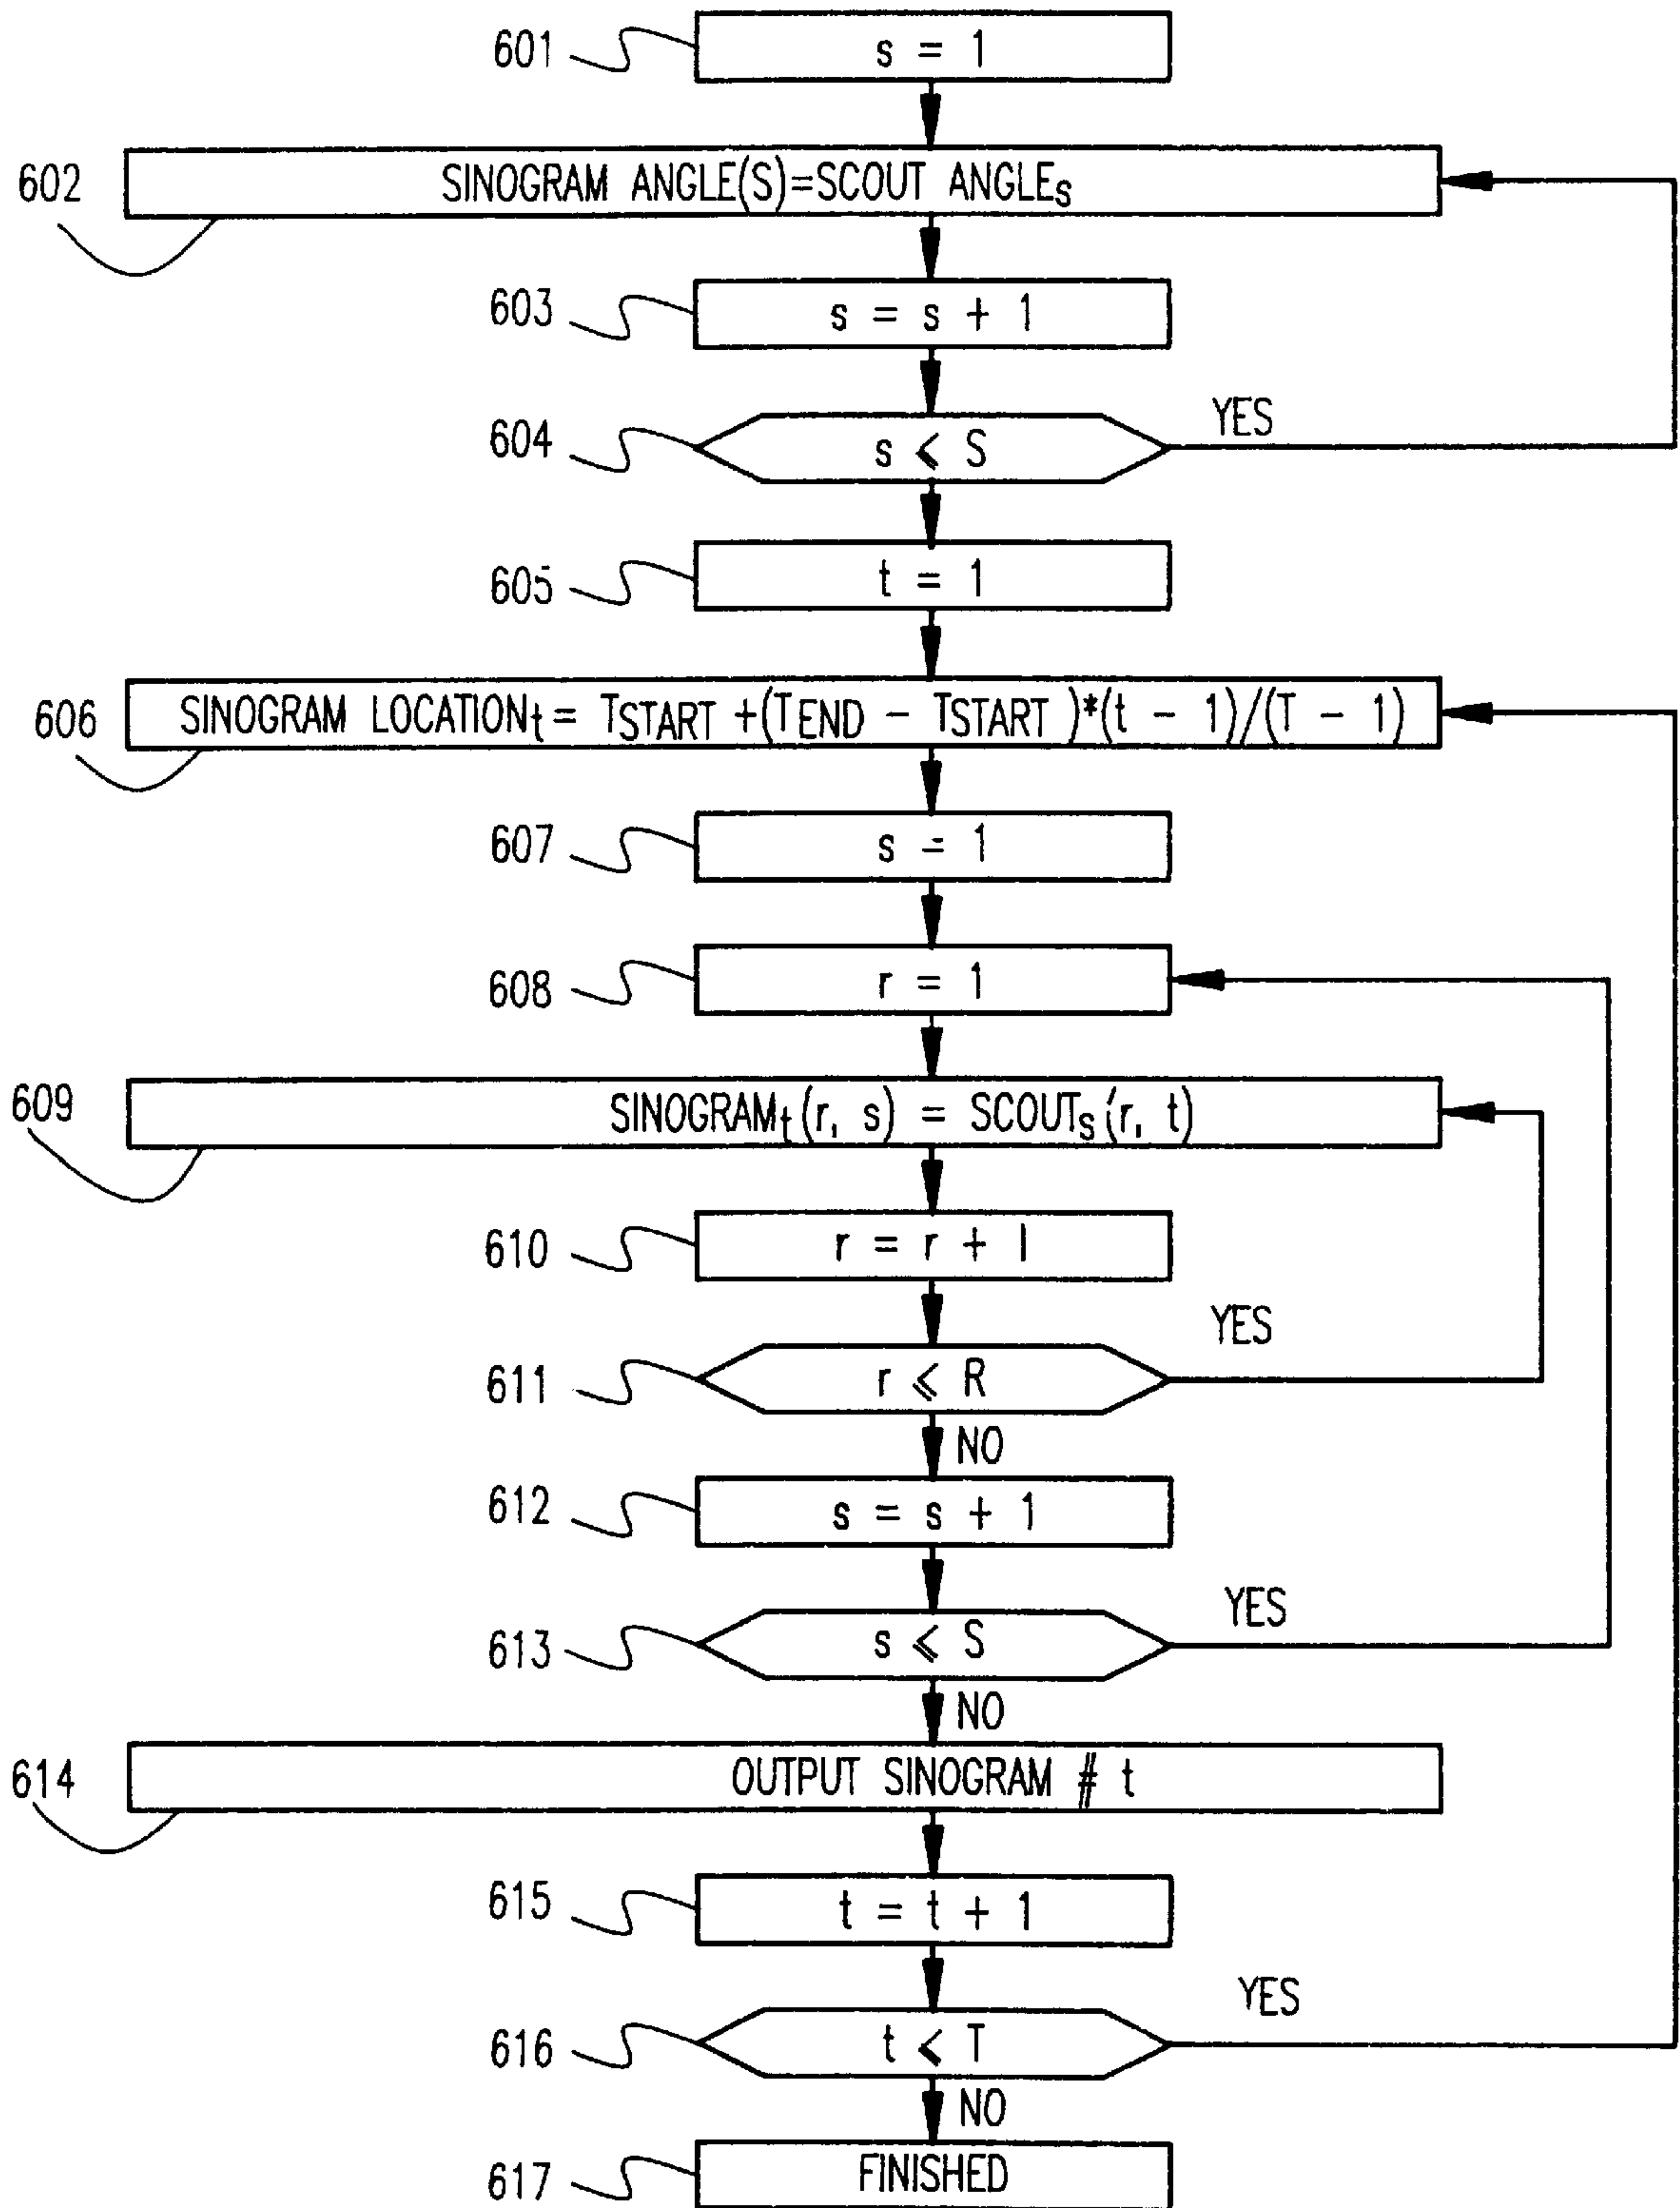 601 s = 1
602 SINOGRAM ANGLE(S)=SCOUT ANGLEs
603 s = s + 1
604 s ⩽ S YES
605 t = 1
606 SINOGRAM LOCATIONt = TSTART +(TEND - TSTART )*(t - 1)/(T - 1)
607 s - 1
608 r = 1
609 SINOGRAMt(r, s) = SCOUTs'(r, t)
610 r = r + 1
611 r ⩽ R YES
NO
612 s = s + 1
613 s ⩽ S YES
NO
614 OUTPUT SINOGRAM # t
615 t = t + 1
616 t ⩽ T YES
NO
617 FINISHED